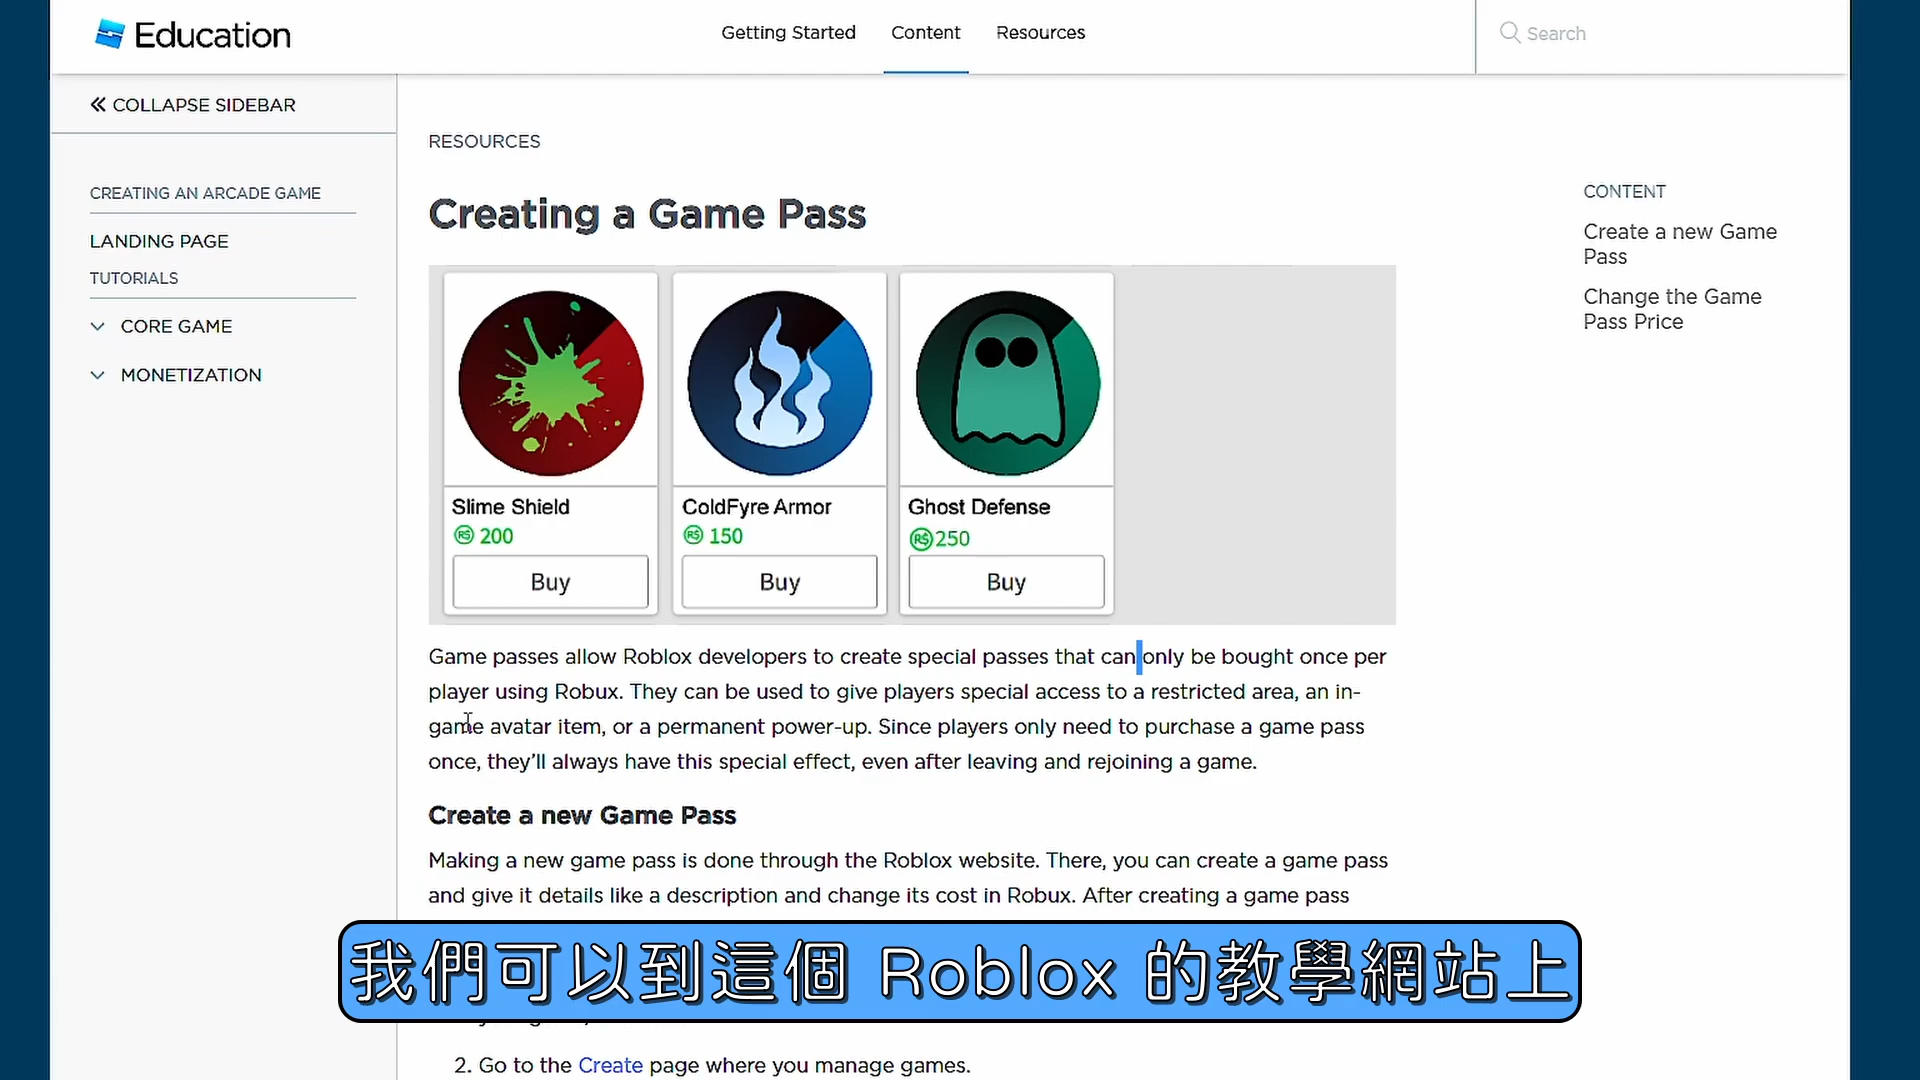 Education
Getting Started
Content
Resources
Search
COLLAPSE SIDEBAR
CREATING AN ARCADE GAME
LANDING PAGE
TUTORIALS
CORE GAME
MONETIZATION
RESOURCES
Creating a Game Pass
Slime Shield
R$ 200
Buy
ColdFyre Armor
R$ 150
Buy
Ghost Defense
R$ 250
Buy
Game passes allow Roblox developers to create special passes that can only be bought once per
player using Robux. They can be used to give players special access to a restricted area, an in-
game avatar item, or a permanent power-up. Since players only need to purchase a game pass
once, they’ll always have this special effect, even after leaving and rejoining a game.
Create a new Game Pass
Making a new game pass is done through the Roblox website. There, you can create a game pass
and give it details like a description and change its cost in Robux. After creating a game pass
我們可以到這個 Roblox 的教學網站上
2. Go to the Create page where you manage games.
CONTENT
Create a new Game
Pass
Change the Game
Pass Price